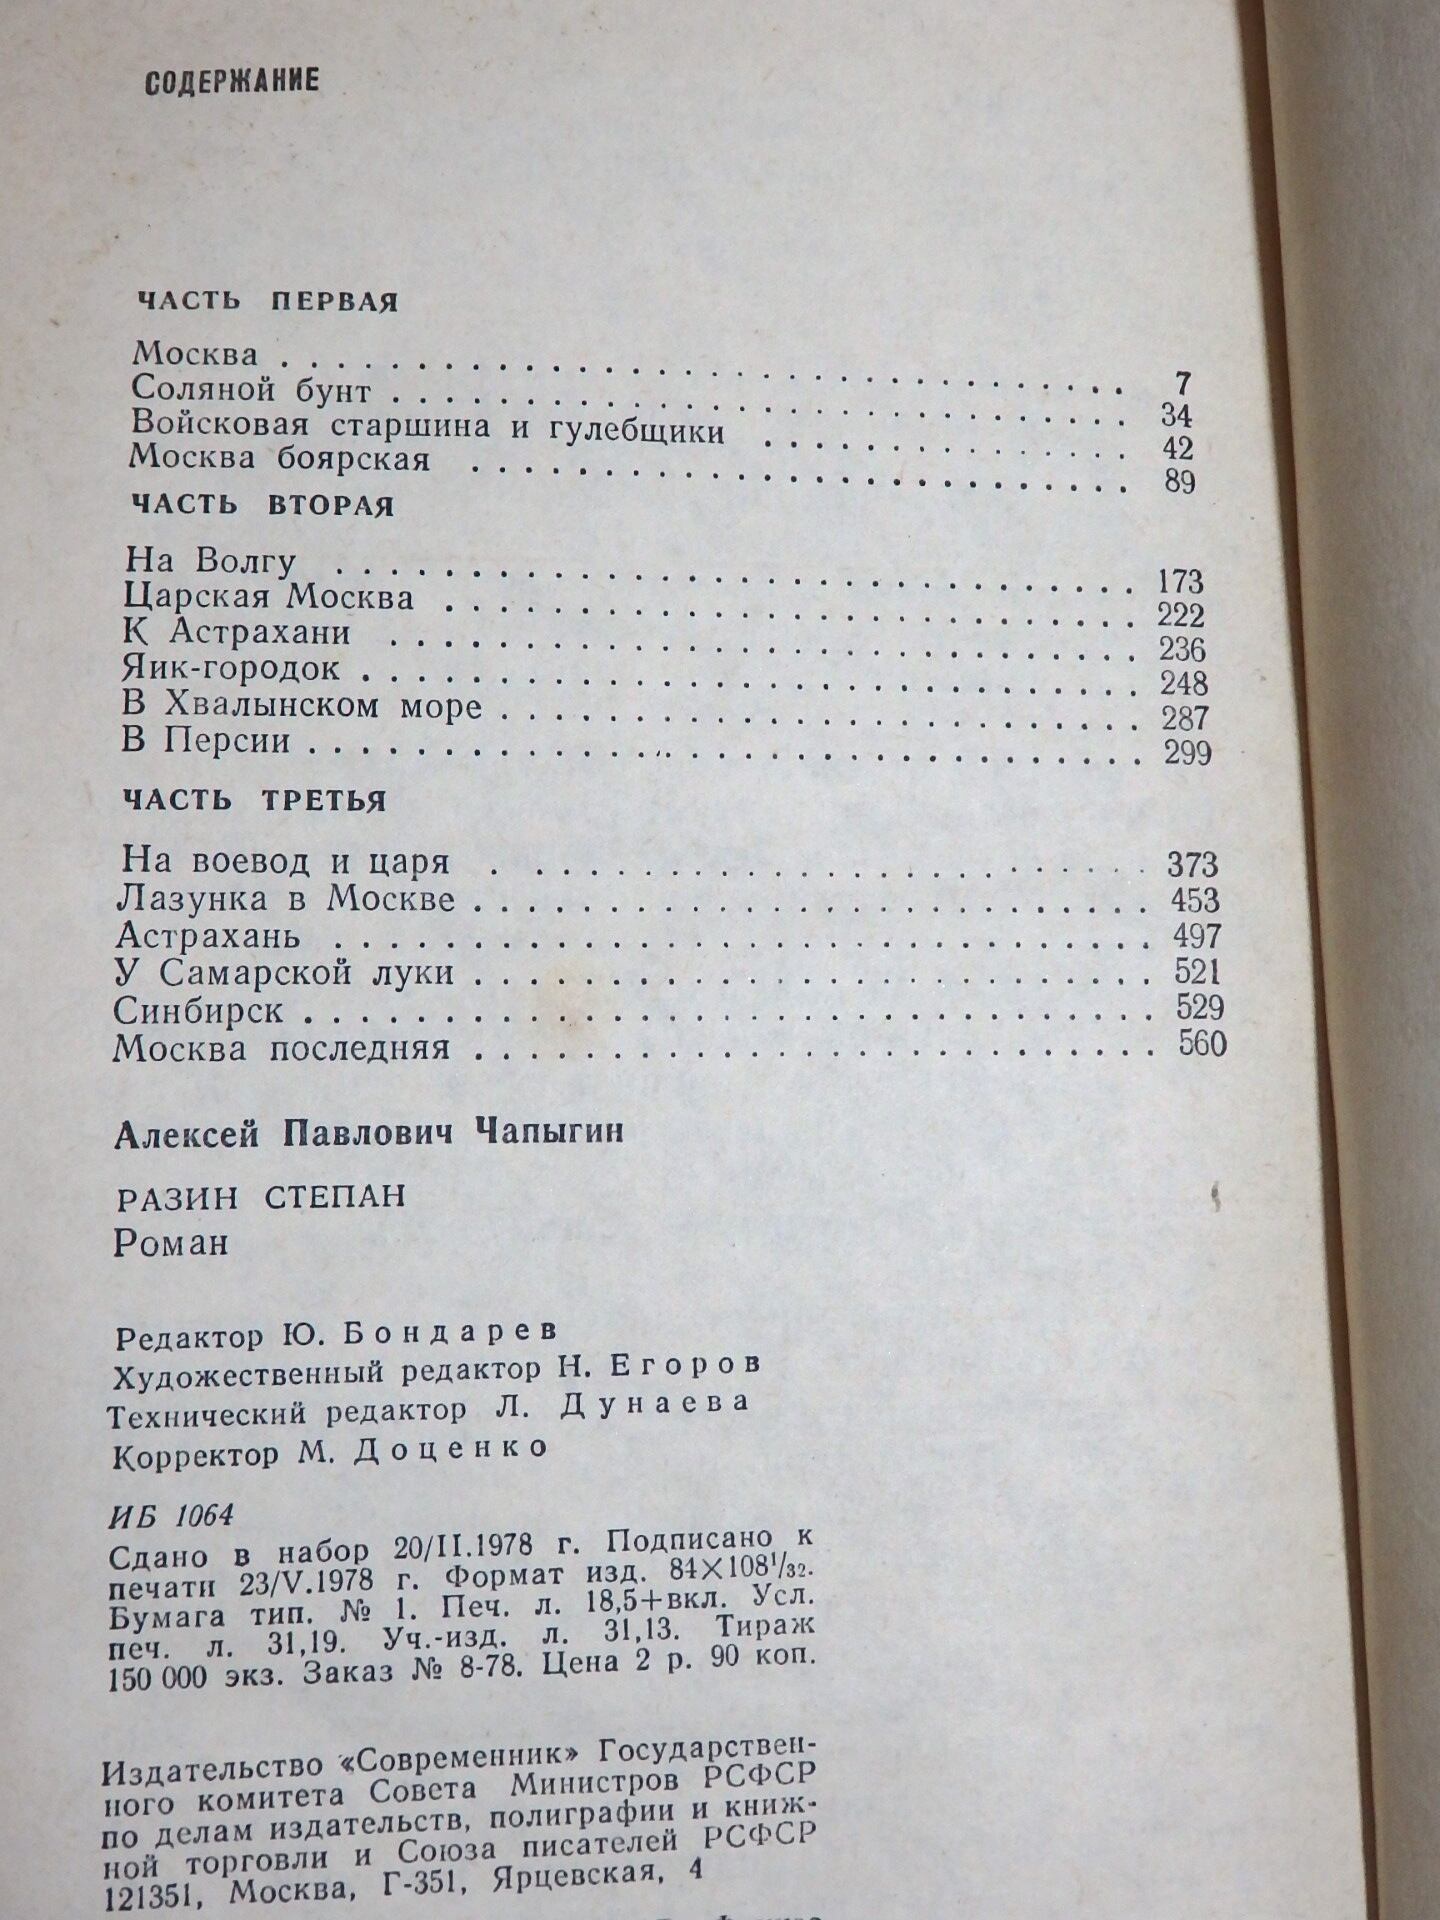 СОДЕРЖАНИЕ
ЧАСТЬ ПЕРВАЯ
Москва . . . . . . . . . . . . . . . . . . . . . . . . . . . . . . . . 7
Соляной бунт . . . . . . . . . . . . . . . . . . . . . . . . . . . . 34
Войсковая старшина и гулебщики . . . . . . . . . . . . . . 42
Москва боярская . . . . . . . . . . . . . . . . . . . . . . . . . 89
ЧАСТЬ ВТОРАЯ
На Волгу . . . . . . . . . . . . . . . . . . . . . . . . . . . . . . 173
Царская Москва . . . . . . . . . . . . . . . . . . . . . . . . . . 222
К Астрахани . . . . . . . . . . . . . . . . . . . . . . . . . . . . 236
Яик-городок . . . . . . . . . . . . . . . . . . . . . . . . . . . . . 248
В Хвалынском море . . . . . . . . . . . . . . . . . . . . . . . . 287
В Персии . . . . . . . . . . . . . . . . . . . . . . . . . . . . . . . 299
ЧАСТЬ ТРЕТЬЯ
На воевод и царя . . . . . . . . . . . . . . . . . . . . . . . . 373
Лазунка в Москве . . . . . . . . . . . . . . . . . . . . . . . . . 453
Астрахань . . . . . . . . . . . . . . . . . . . . . . . . . . . . . . 497
У Самарской луки . . . . . . . . . . . . . . . . . . . . . . . . . 521
Синбирск . . . . . . . . . . . . . . . . . . . . . . . . . . . . . . . 529
Москва последняя . . . . . . . . . . . . . . . . . . . . . . . . . 560
Алексей Павлович Чапыгин
РАЗИН СТЕПАН
Роман
Редактор Ю. Бондарев
Художественный редактор Н. Егоров
Технический редактор Л. Дунаева
Корректор М. Доценко
ИБ 1064
Сдано в набор 20/II.1978 г. Подписано к
печати 23/V.1978 г. Формат изд. 84×108¹/₃₂.
Бумага тип. № 1. Печ. л. 18,5+вкл. Усл.
печ. л. 31,19. Уч.-изд. л. 31,13. Тираж
150 000 экз. Заказ № 8-78. Цена 2 р. 90 коп.
Издательство «Современник» Государствен-
ного комитета Совета Министров РСФСР
по делам издательств, полиграфии и книж-
ной торговли и Союза писателей РСФСР
121351, Москва, Г-351, Ярцевская, 4